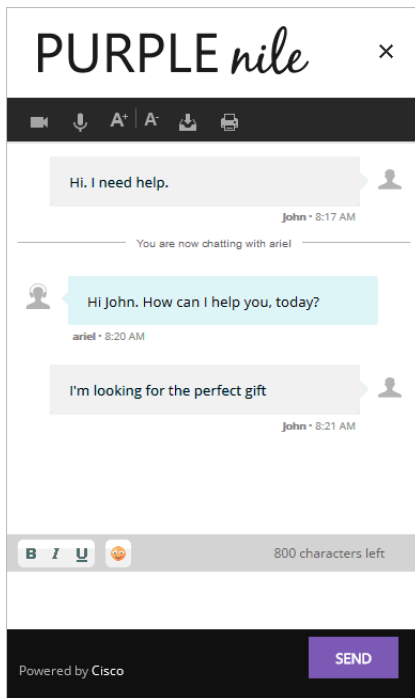 PURPLE nile
A+ A-
Hi. I need help.
John • 8:17 AM
You are now chatting with ariel
Hi John. How can I help you, today?
ariel • 8:20 AM
I'm looking for the perfect gift
John • 8:21 AM
B I U 800 characters left
SEND
Powered by Cisco